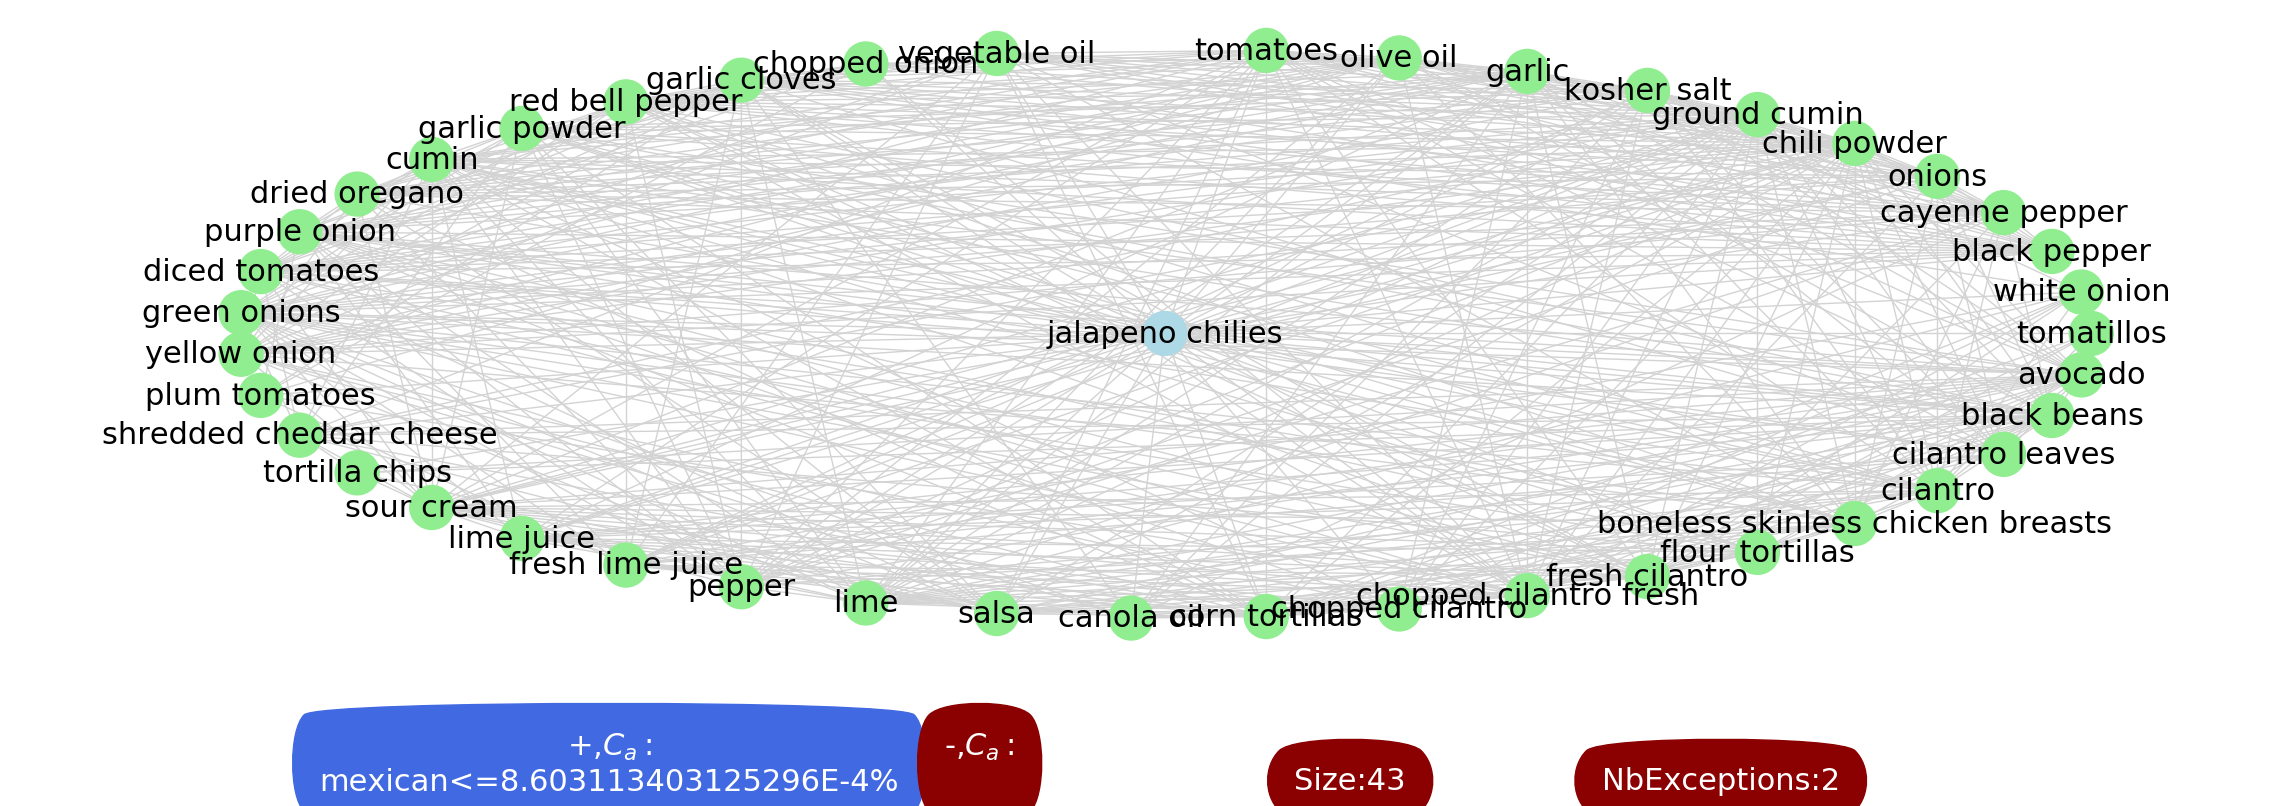 vegetable oil
tomatoes
olive oil
chopped onion
garlic
garlic cloves
kosher salt
red bell pepper
ground cumin
garlic powder
chili powder
cumin
onions
dried oregano
cayenne pepper
purple onion
black pepper
diced tomatoes
white onion
green onions
jalapeno chilies
tomatillos
yellow onion
avocado
plum tomatoes
black beans
shredded cheddar cheese
cilantro leaves
tortilla chips
cilantro
sour cream
boneless skinless chicken breasts
lime juice
flour tortillas
fresh lime juice
fresh cilantro
pepper
chopped cilantro fresh
lime
chopped cilantro
salsa
canola oil
corn tortillas
+,Ca :
mexican<=8.603113403125296E-4%
-,Ca :
Size:43
NbExceptions:2